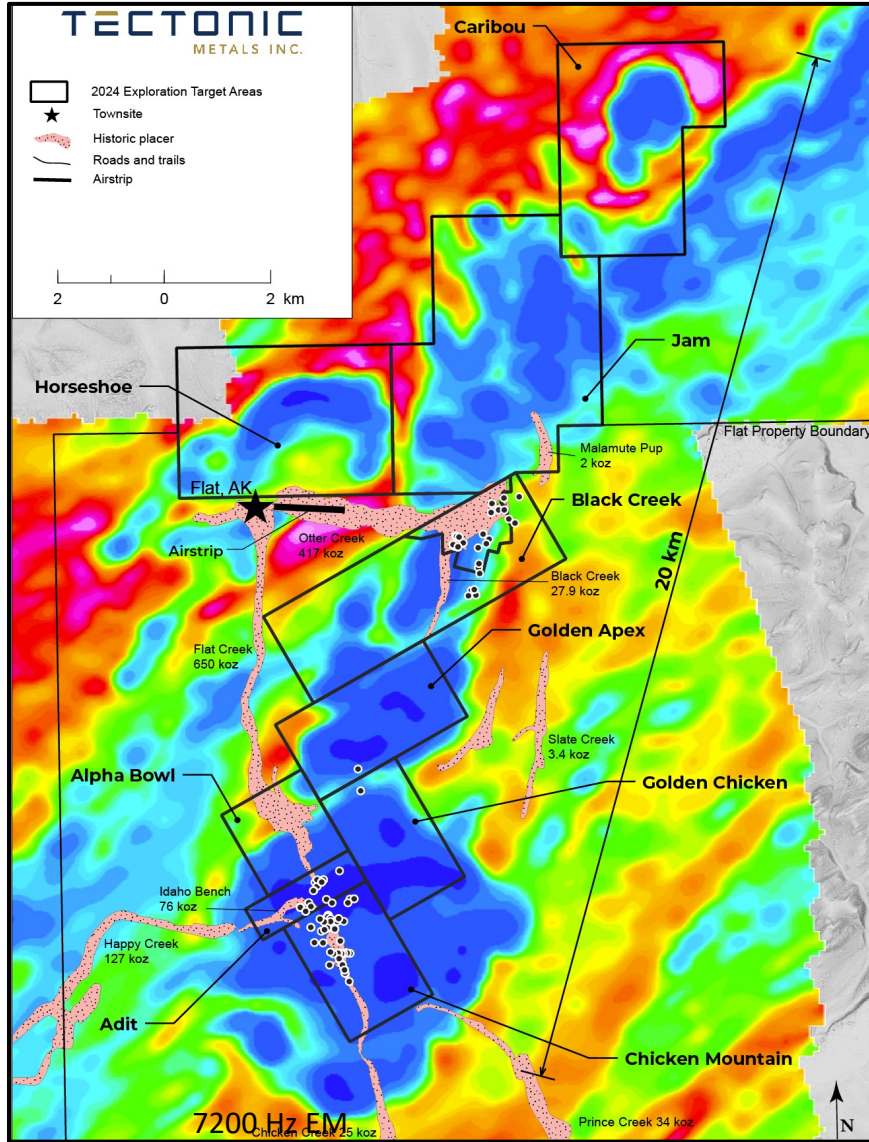 TECTONIC
METALS INC.
2024 Exploration Target Areas
Townsite
Historic placer
Roads and trails
Airstrip
2 0 2 km
Caribou
Jam
Horseshoe
Flat Property Boundary
Malamute Pup
2 koz
Flat, AK
Black Creek
Airstrip
Otter Creek
417 koz
20 km
Black Creek
27.9 koz
Golden Apex
Flat Creek
650 koz
Slate Creek
3.4 koz
Alpha Bowl
Golden Chicken
Idaho Bench
76 koz
Happy Creek
127 koz
Adit
Chicken Mountain
7200 Hz EM
Chicken Creek 25 koz
Prince Creek 34 koz
N